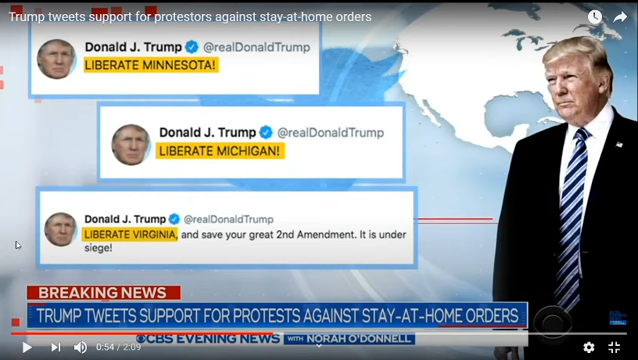 Trump tweets support for protestors against stay-at-home orders
Donald J. Trump @realDonaldTrump
LIBERATE MINNESOTA!
Donald J. Trump @realDonaldTrump
LIBERATE MICHIGAN!
Donald J. Trump @realDonaldTrump
LIBERATE VIRGINIA, and save your great 2nd Amendment. It is under
siege!
BREAKING NEWS
TRUMP TWEETS SUPPORT FOR PROTESTS AGAINST STAY-AT-HOME ORDERS
CBS EVENING NEWS WITH NORAH O'DONNELL
0:54 / 2:09